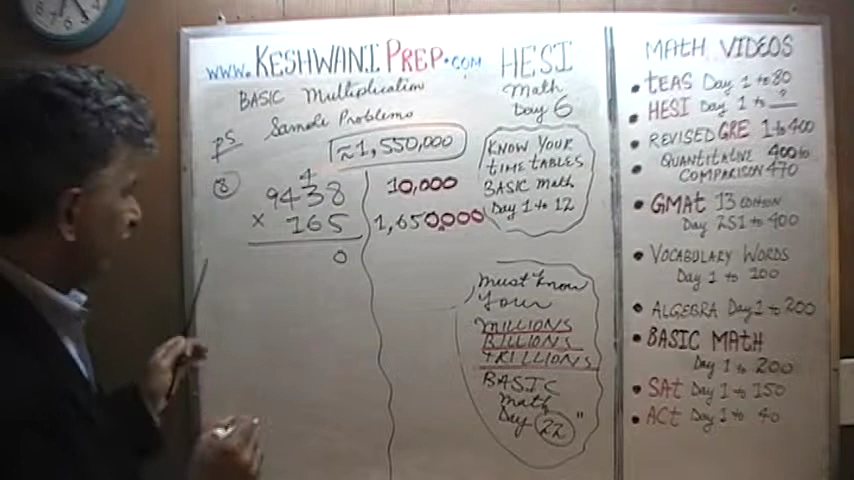 www.KESHWANIPREP.com
BASIC Multiplication
Sample Problems
PS
≈1,550,000
8
4
9438
× 165
0
10,000
1,650,000
HESI
Math
Day 6
KNOW YOUR
TIME TABLES
BASIC Math
Day 1 to 12
Must Know
Your
MILLIONS
BILLIONS
TRILLIONS
BASIC
Math
Day 22"
MATH VIDEOS
• TEAS Day 1 to 80
• HESI Day 1 to ?
• REVISED GRE 1 to 400
• QUANTITATIVE 400 to
COMPARISON 470
• GMAT 13 EDITION
Day 251 to 400
• VOCABULARY WORDS
Day 1 to 100
• ALGEBRA Day 1 to 200
• BASIC MATH
Day 1 to 200
• SAT Day 1 to 150
• ACT Day 1 to 40